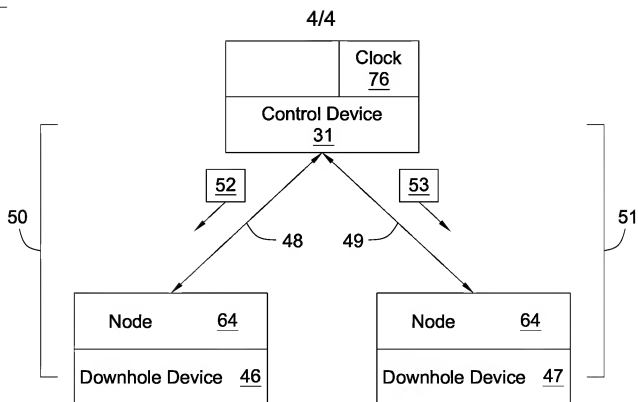 4/4
Clock
76
Control Device
31
52
53
50
51
48
49
Node 64
Node 64
Downhole Device 46
Downhole Device 47